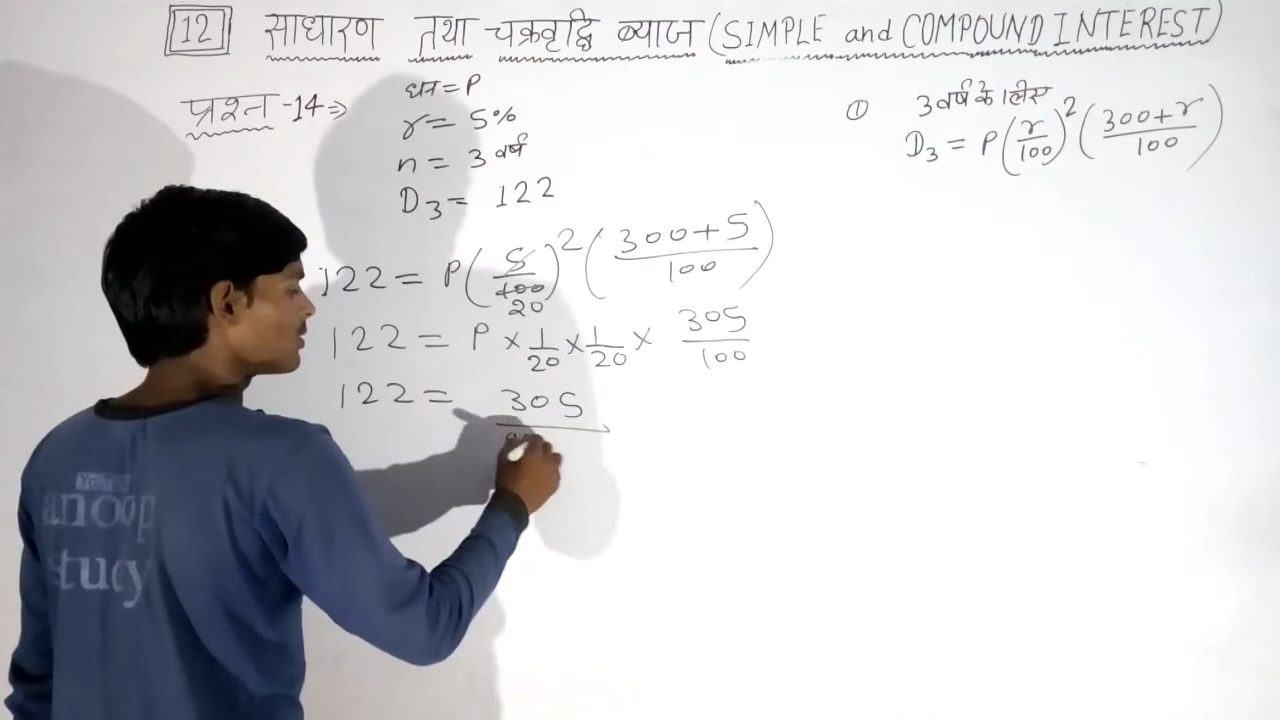 12 साधारण तथा चक्रवृद्धि ब्याज (SIMPLE and COMPOUND INTEREST)
प्रश्न -14⇒
धन = P
r = 5%
n = 3 वर्ष
D₃ = 122
① 3 वर्ष के लिए
D₃ = P(r/100)²(300+r/100)
122 = P(5/100 20)²(300+5/100)
122 = P × 1/20 × 1/20 × 305/100
122 = 305
YouTube
anoop
study